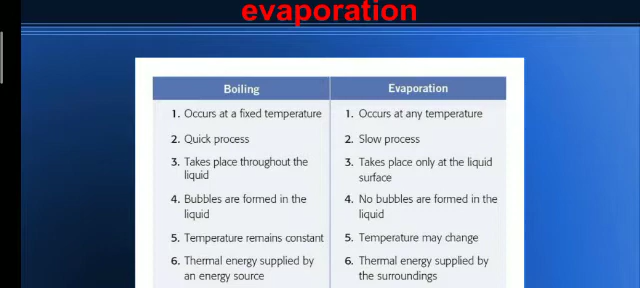 evaporation
Boiling
Evaporation
1. Occurs at a fixed temperature
1. Occurs at any temperature
2. Quick process
2. Slow process
3. Takes place throughout the
liquid
3. Takes place only at the liquid
surface
4. Bubbles are formed in the
liquid
4. No bubbles are formed in the
liquid
5. Temperature remains constant
5. Temperature may change
6. Thermal energy supplied by
an energy source
6. Thermal energy supplied by
the surroundings